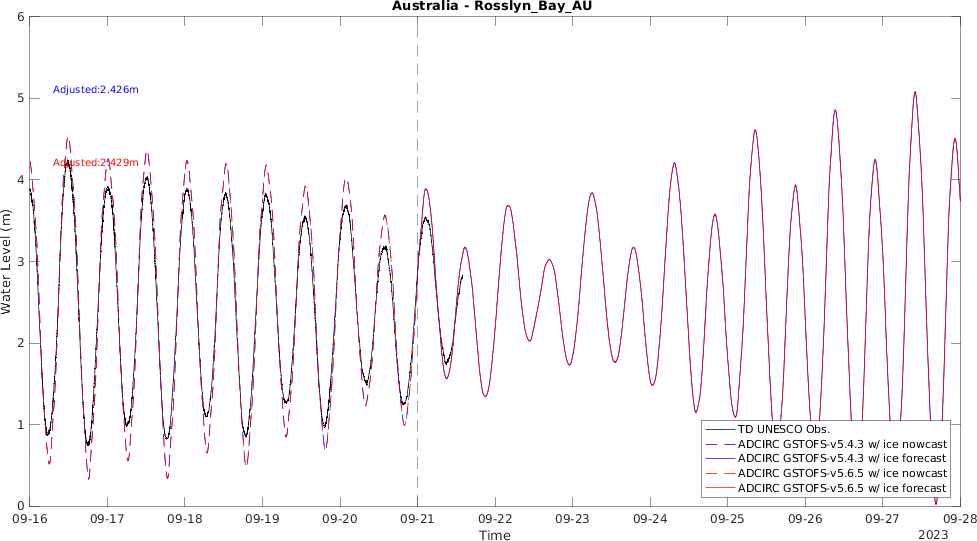 Australia - Rosslyn_Bay_AU
6
5
4
3
2
1
0
Water Level (m)
Adjusted:2.426m
Adjusted:2.429m
TD UNESCO Obs.
ADCIRC GSTOFS-v5.4.3 w/ ice nowcast
ADCIRC GSTOFS-v5.4.3 w/ ice forecast
ADCIRC GSTOFS-v5.6.5 w/ ice nowcast
ADCIRC GSTOFS-v5.6.5 w/ ice forecast
09-16 09-17 09-18 09-19 09-20 09-21 09-22 09-23 09-24 09-25 09-26 09-27 09-28
Time
2023